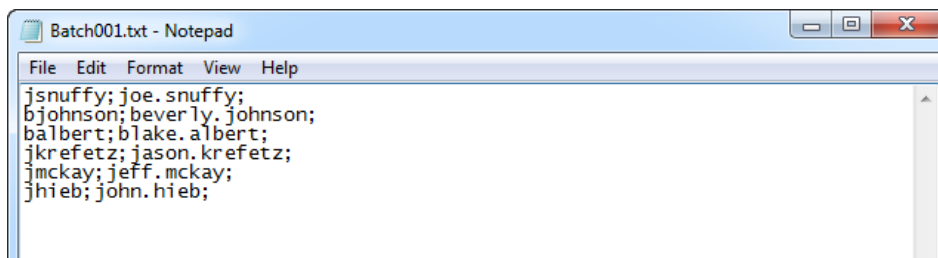 Batch001.txt - Notepad
File Edit Format View Help
jsnuffy;joe.snuffy;
bjohnson;beverly.johnson;
balbert;blake.albert;
jkrefetz;jason.krefetz;
jmckay;jeff.mckay;
jhieb;john.hieb;